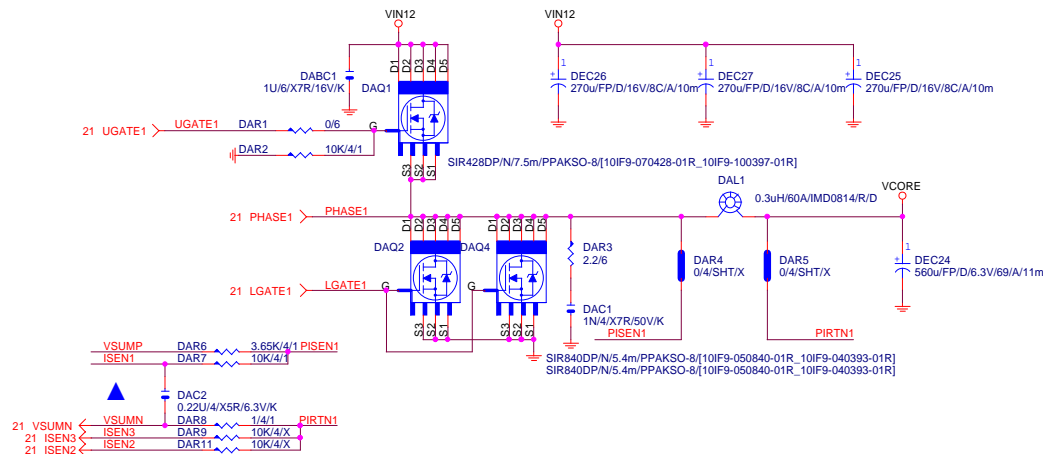 VIN12
VIN12
DABC1
1U/6/X7R/16V/K
DAQ1
D1
D2
D3
D4
D5
1
DEC26
270u/FP/D/16V/8C/A/10m
1
DEC27
270u/FP/D/16V/8C/A/10m
1
DEC25
270u/FP/D/16V/8C/A/10m
21 UGATE1
UGATE1
DAR1
0/6
G
DAR2
10K/4/1
S3
S2
S1
SIR428DP/N/7.5m/PPAKSO-8/[10IF9-070428-01R_10IF9-100397-01R]
DAL1
0.3uH/60A/IMD0814/R/D
VCORE
21 PHASE1
PHASE1
D1
D2
D3
D4
D5
D1
D2
D3
D4
D5
DAQ2
DAQ4
DAR3
2.2/6
DAR4
0/4/SHT/X
DAR5
0/4/SHT/X
1
DEC24
560u/FP/D/6.3V/69/A/11m
21 LGATE1
LGATE1
G
G
DAC1
1N/4/X7R/50V/K
S3
S2
S1
S3
S2
S1
PISEN1
PIRTN1
SIR840DP/N/5.4m/PPAKSO-8/[10IF9-050840-01R_10IF9-040393-01R]
SIR840DP/N/5.4m/PPAKSO-8/[10IF9-050840-01R_10IF9-040393-01R]
VSUMP
DAR6
3.65K/4/1
PISEN1
ISEN1
DAR7
10K/4/1
DAC2
0.22U/4/X5R/6.3V/K
21 VSUMN
VSUMN
DAR8
1/4/1
PIRTN1
21 ISEN3
ISEN3
DAR9
10K/4/X
21 ISEN2
ISEN2
DAR11
10K/4/X